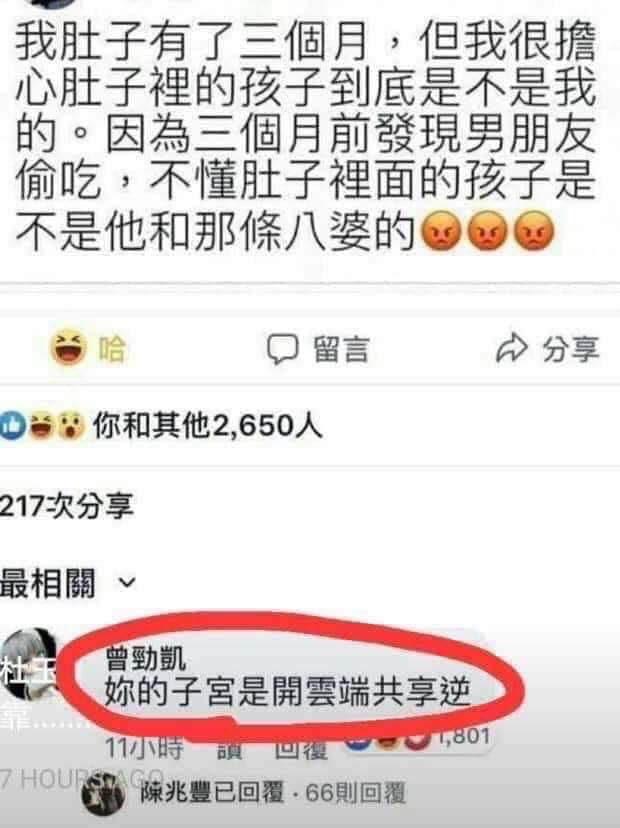 我肚子有了三個月，但我很擔
心肚子裡的孩子到底是不是我
的。因為三個月前發現男朋友
偷吃，不懂肚子裡面的孩子是
不是他和那條八婆的😡😡😡
哈 留言 分享
你和其他2,650人
217次分享
最相關
曾勁凱
妳的子宮是開雲端共享逆
杜玉
靠........
11小時 讚 回覆 1,801
7 HOURS AGO
陳兆豐已回覆·66則回覆